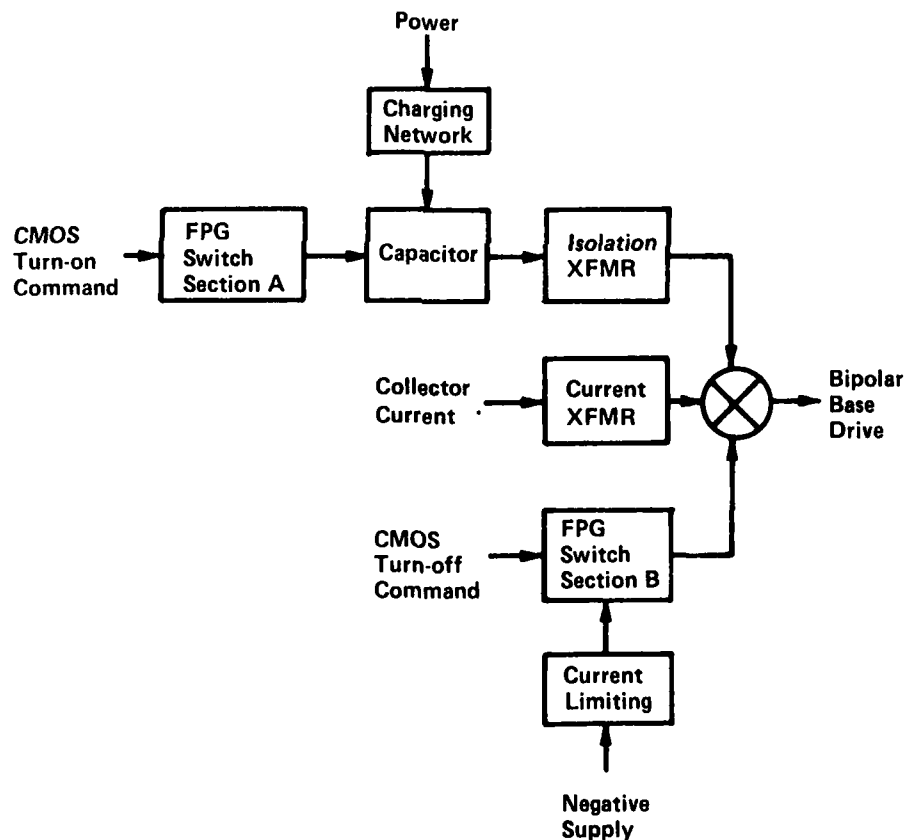 Power
Charging
Network
CMOS
Turn-on
Command
FPG
Switch
Section A
Capacitor
Isolation
XFMR
Collector
Current
Current
XFMR
Bipolar
Base
Drive
CMOS
Turn-off
Command
FPG
Switch
Section B
Current
Limiting
Negative
Supply